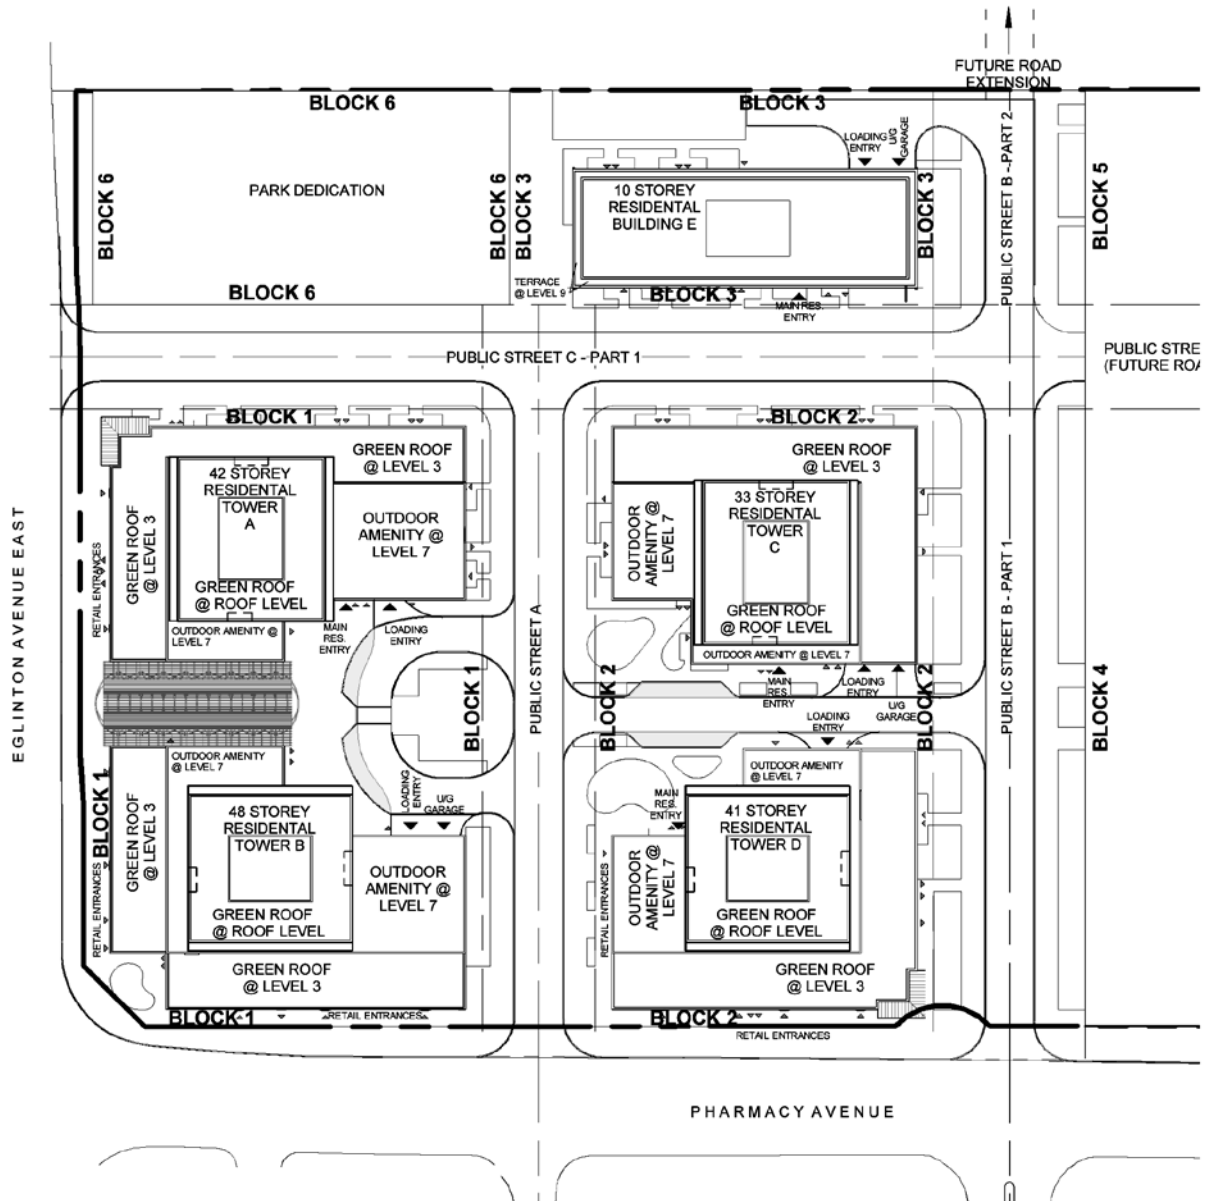 FUTURE ROAD
EXTENSION
BLOCK 6
BLOCK 3
LOADING
ENTRY
U/G
GARAGE
PUBLIC STREET B - PART 2
BLOCK 6
PARK DEDICATION
BLOCK 6
BLOCK 3
10 STOREY
RESIDENTAL
BUILDING E
BLOCK 3
BLOCK 5
TERRACE
@ LEVEL 9
BLOCK 6
BLOCK 3
MAIN RES.
ENTRY
PUBLIC STREET C - PART 1
PUBLIC STRE
(FUTURE ROA
BLOCK 1
BLOCK 2
GREEN ROOF
@ LEVEL 3
GREEN ROOF
@ LEVEL 3
42 STOREY
RESIDENTAL
TOWER
A
GREEN ROOF
@ ROOF LEVEL
OUTDOOR
AMENITY @
LEVEL 7
GREEN ROOF
@ LEVEL 3
RETAIL ENTRANCES
OUTDOOR AMENITY @
LEVEL 7
MAIN
RES.
ENTRY
LOADING
ENTRY
OUTDOOR
AMENITY @
LEVEL 7
33 STOREY
RESIDENTAL
TOWER
C
GREEN ROOF
@ ROOF LEVEL
OUTDOOR AMENITY @ LEVEL 7
MAIN
RES.
ENTRY
LOADING
ENTRY
U/G
GARAGE
EGLINTON AVENUE EAST
PUBLIC STREET A
PUBLIC STREET B - PART 1
BLOCK 1
BLOCK 2
BLOCK 2
BLOCK 4
LOADING
ENTRY
OUTDOOR AMENITY
@ LEVEL 7
OUTDOOR AMENITY
@ LEVEL 7
BLOCK 1
GREEN ROOF
@ LEVEL 3
RETAIL ENTRANCES
48 STOREY
RESIDENTAL
TOWER B
GREEN ROOF
@ ROOF LEVEL
LOADING
ENTRY
U/G
GARAGE
OUTDOOR
AMENITY @
LEVEL 7
MAIN
RES.
ENTRY
41 STOREY
RESIDENTAL
TOWER D
GREEN ROOF
@ ROOF LEVEL
OUTDOOR
AMENITY @
LEVEL 7
RETAIL ENTRANCES
GREEN ROOF
@ LEVEL 3
GREEN ROOF
@ LEVEL 3
BLOCK 1
RETAIL ENTRANCES
BLOCK 2
RETAIL ENTRANCES
PHARMACY AVENUE